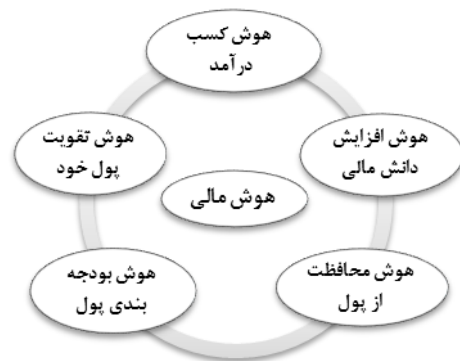 هوش کسب
درآمد
هوش افزایش
دانش مالی
هوش محافظت
از پول
هوش بودجه
بندی پول
هوش تقویت
پول خود
هوش مالی